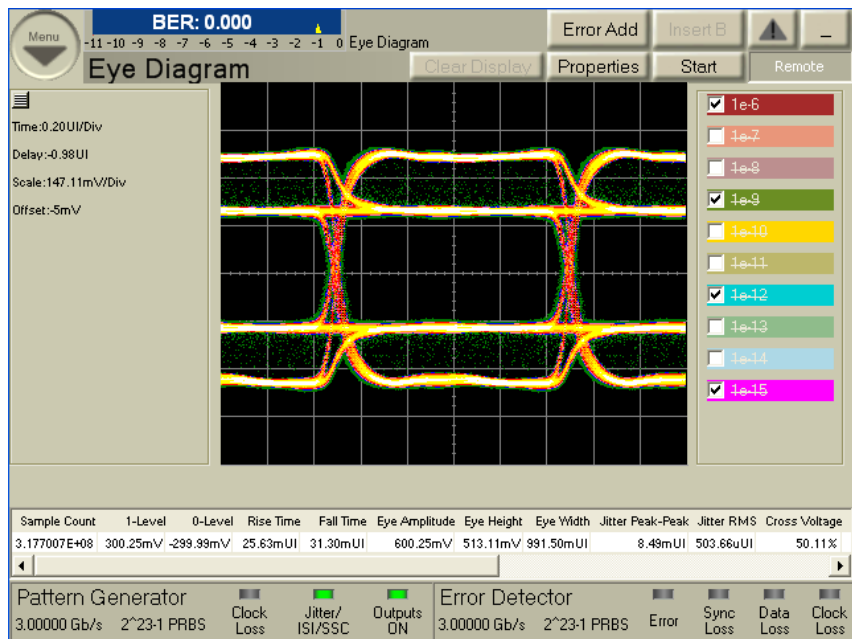 Menu
BER: 0.000
-11 -10 -9 -8 -7 -6 -5 -4 -3 -2 -1 0 Eye Diagram
Error Add
Insert B
Eye Diagram
Clear Display
Properties
Start
Remote
Time:0.20UI/Div
Delay:-0.98UI
Scale:147.11mV/Div
Offset:-5mV
1e-6
1e-7
1e-8
1e-9
1e-10
1e-11
1e-12
1e-13
1e-14
1e-15
Sample Count 1-Level 0-Level Rise Time Fall Time Eye Amplitude Eye Height Eye Width Jitter Peak-Peak Jitter RMS Cross Voltage
3.177007E+08 300.25mV -299.99mV 25.63mUI 31.30mUI 600.25mV 513.11mV 991.50mUI 8.49mUI 503.66uUI 50.11%
Pattern Generator
3.00000 Gb/s 2^23-1 PRBS
Clock Loss
Jitter/ ISI/SSC
Outputs ON
Error Detector
3.00000 Gb/s 2^23-1 PRBS
Error
Sync Loss
Data Loss
Clock Loss